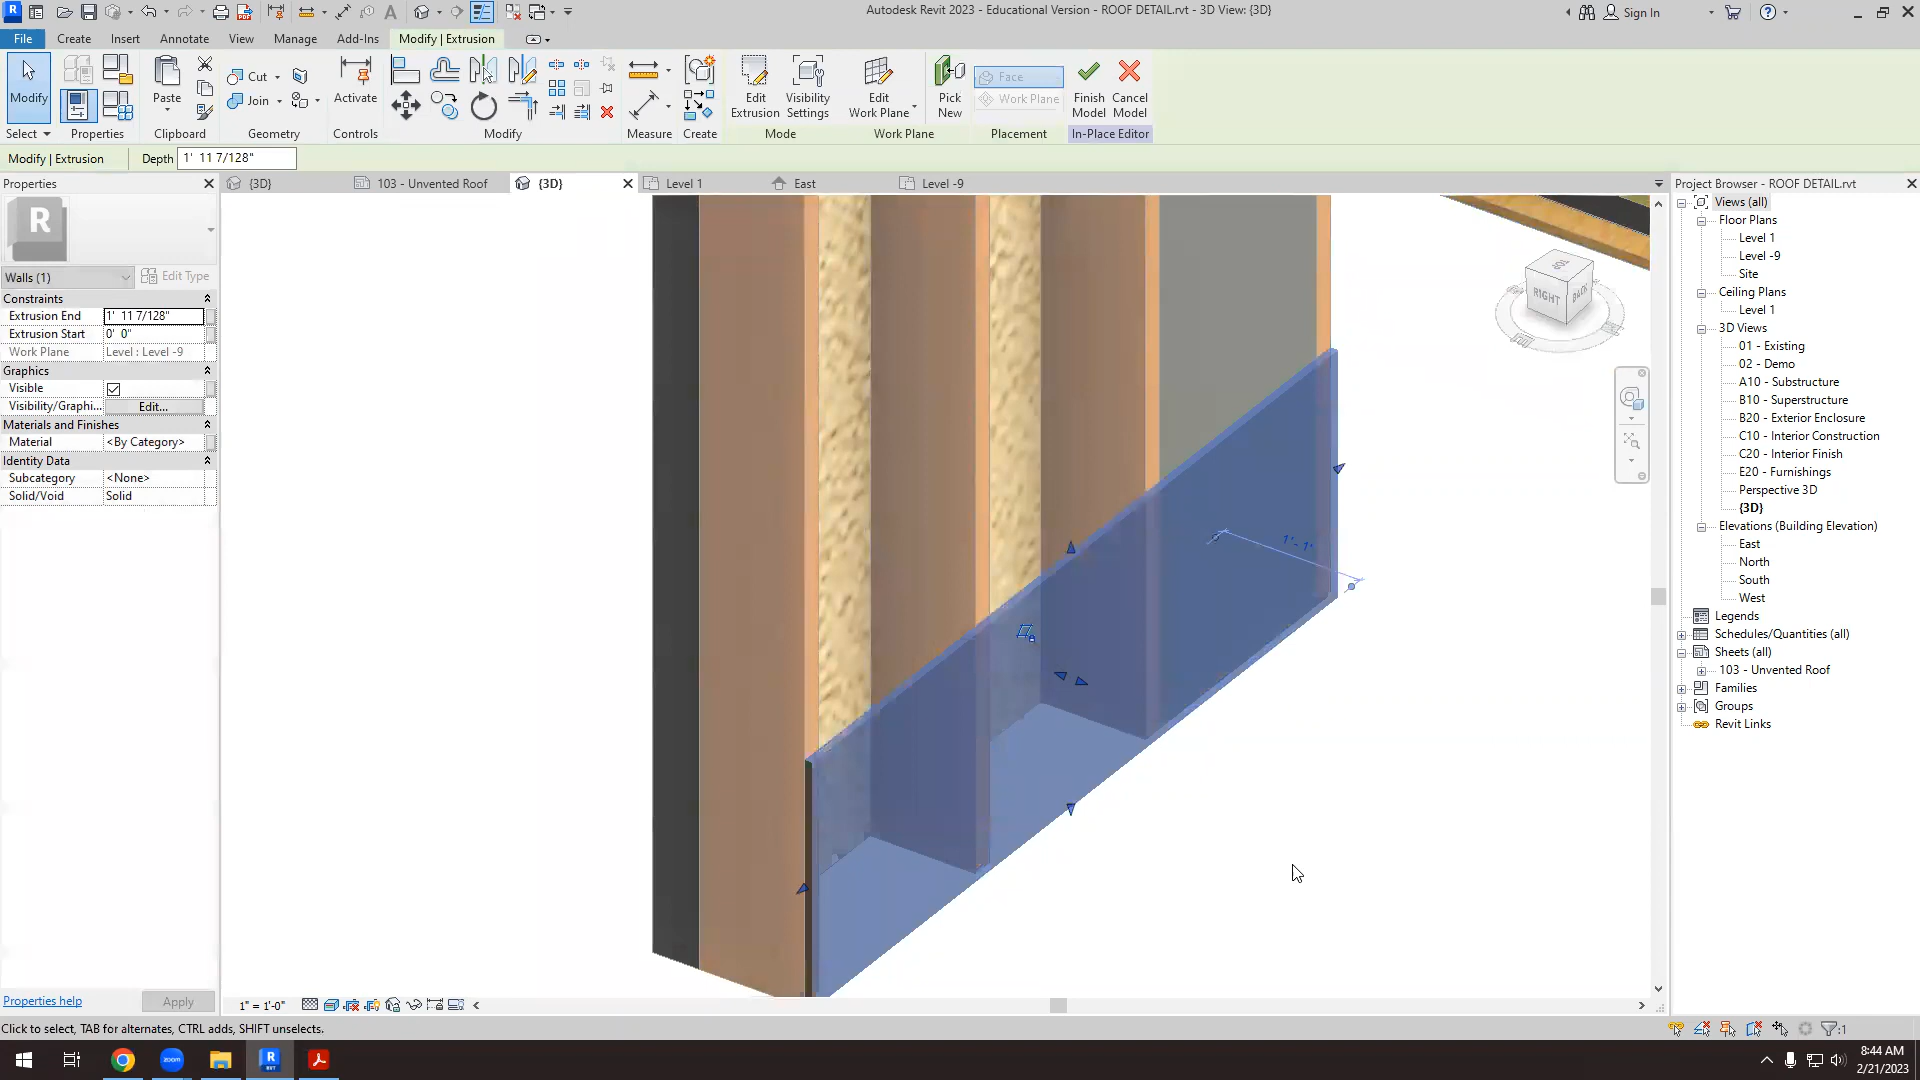 Autodesk Revit 2023 - Educational Version - ROOF DETAIL.rvt - 3D View: {3D}
Sign In
File
Create
Insert
Annotate
View
Manage
Add-Ins
Modify | Extrusion
Modify
Select
Properties
Paste
Cut
Join
Clipboard
Geometry
Activate
Controls
Modify
Measure
Create
Edit Extrusion
Visibility Settings
Mode
Edit Work Plane
Work Plane
Pick New
Face
Work Plane
Placement
Finish Model
Cancel Model
In-Place Editor
Modify | Extrusion
Depth
1' 11 7/128"
Properties
{3D}
103 - Unvented Roof
{3D}
Level 1
East
Level -9
R
Walls (1)
Edit Type
Constraints
Extrusion End
1' 11 7/128"
Extrusion Start
0' 0"
Work Plane
Level : Level -9
Graphics
Visible
Visibility/Graphi...
Edit...
Materials and Finishes
Material
<By Category>
Identity Data
Subcategory
<None>
Solid/Void
Solid
Properties help
Apply
RIGHT
BACK
TOP
1' - 1"
Project Browser - ROOF DETAIL.rvt
Views (all)
Floor Plans
Level 1
Level -9
Site
Ceiling Plans
Level 1
3D Views
01 - Existing
02 - Demo
A10 - Substructure
B10 - Superstructure
B20 - Exterior Enclosure
C10 - Interior Construction
C20 - Interior Finish
E20 - Furnishings
Perspective 3D
{3D}
Elevations (Building Elevation)
East
North
South
West
Legends
Schedules/Quantities (all)
Sheets (all)
103 - Unvented Roof
Families
Groups
Revit Links
1" = 1'-0"
Click to select, TAB for alternates, CTRL adds, SHIFT unselects.
:1
zoom
R
RVT
8:44 AM
2/21/2023